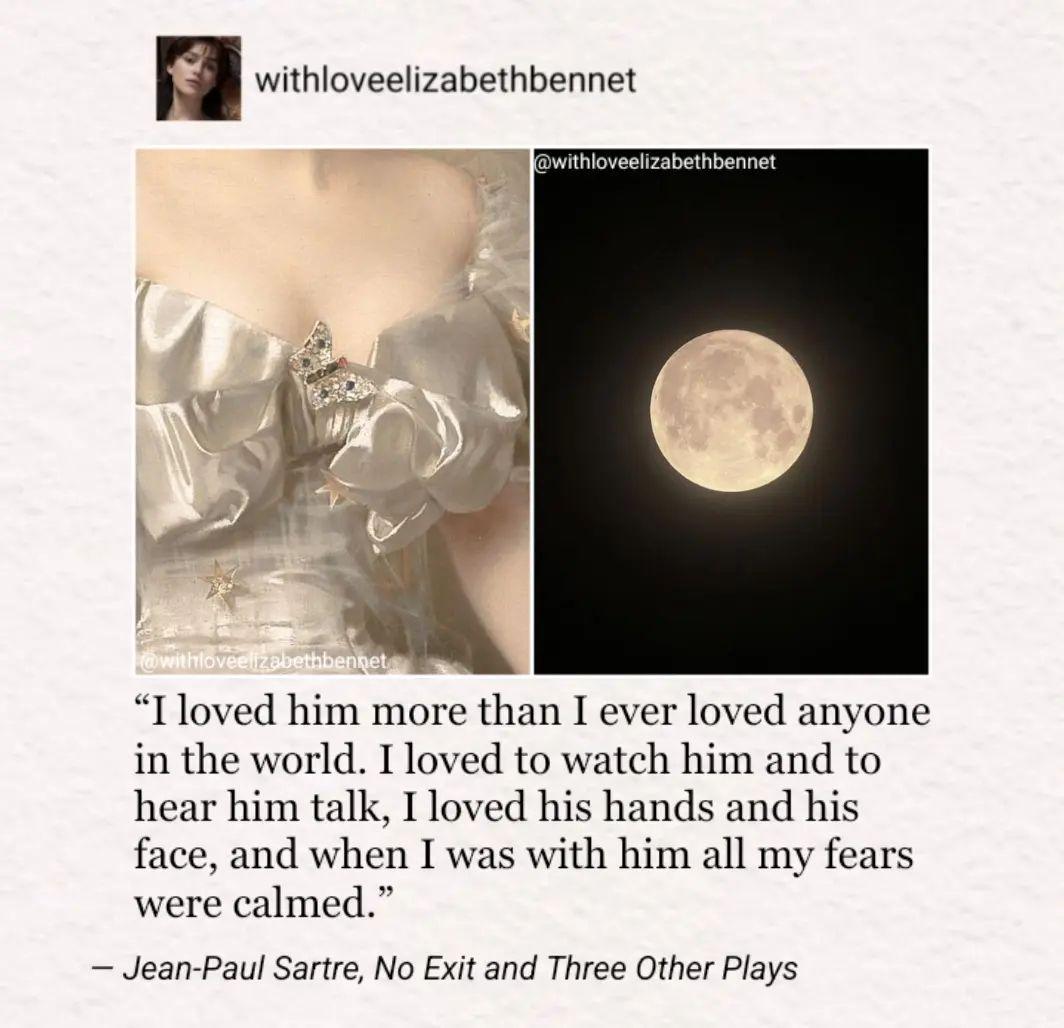 withloveelizabethbennet
@withloveelizabethbennet
@withloveelizabethbennet
“I loved him more than I ever loved anyone
in the world. I loved to watch him and to
hear him talk, I loved his hands and his
face, and when I was with him all my fears
were calmed.”
— Jean-Paul Sartre, No Exit and Three Other Plays